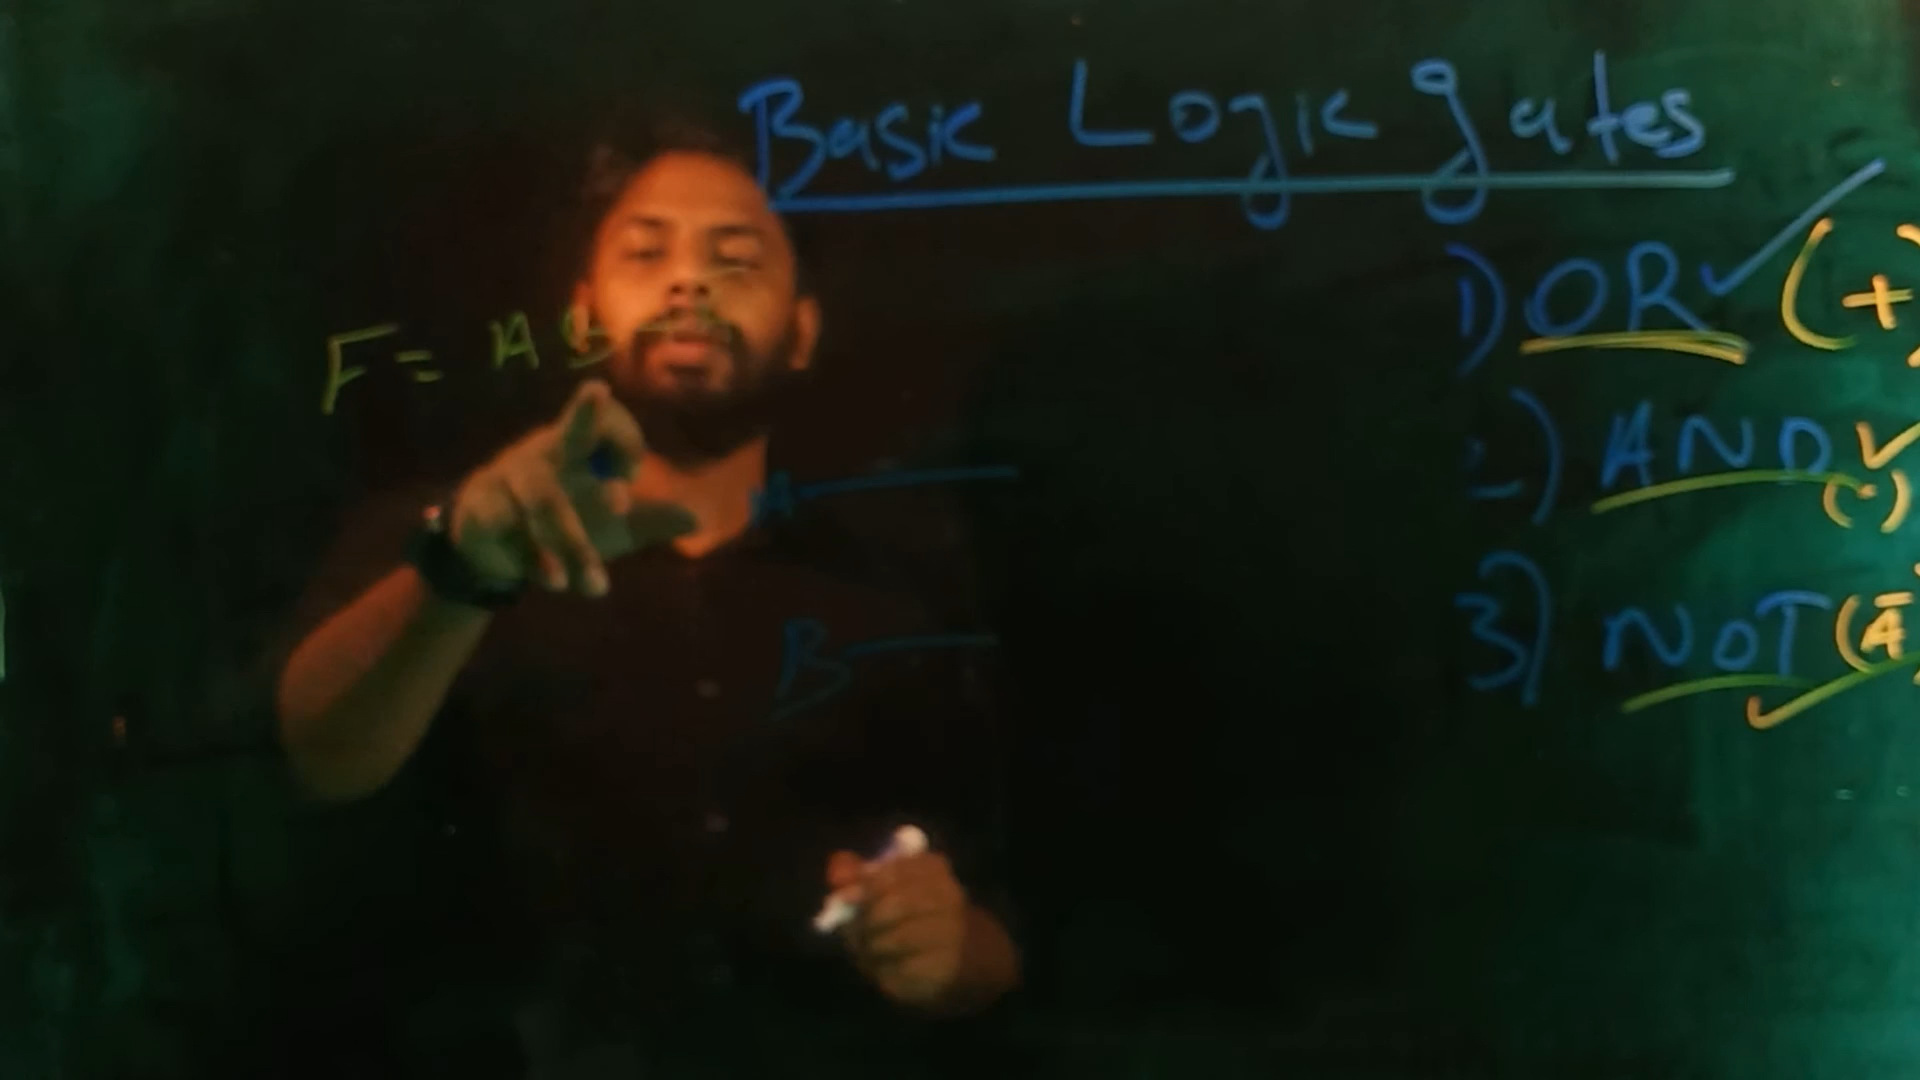 Basic Logic gates
1) OR ✓ (+)
F = AB
2) AND ✓ (·)
A
3) NOT (Ā)
B